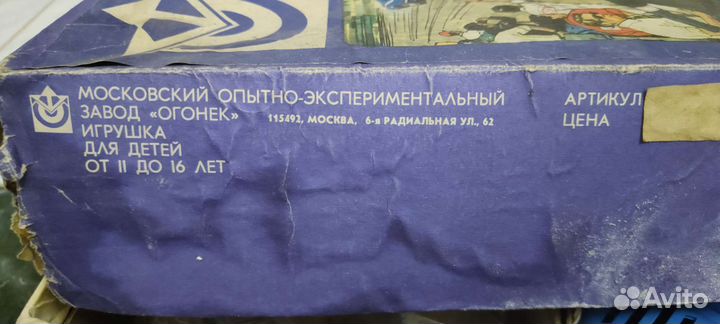 МОСКОВСКИЙ ОПЫТНО-ЭКСПЕРИМЕНТАЛЬНЫЙ
ЗАВОД «ОГОНЕК» 115492, МОСКВА, 6-я РАДИАЛЬНАЯ УЛ., 62
ИГРУШКА
ДЛЯ ДЕТЕЙ
ОТ 11 ДО 16 ЛЕТ
АРТИКУЛ
ЦЕНА
Avito